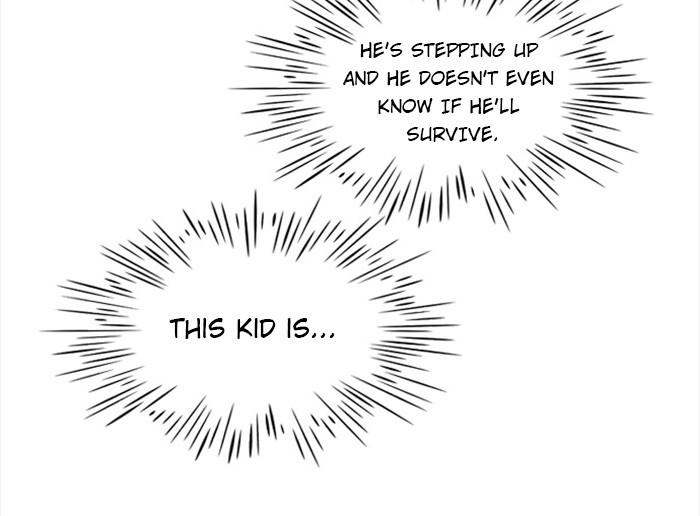 HE'S STEPPING UP
AND HE DOESN'T EVEN
KNOW IF HE'LL
SURVIVE.
THIS KID IS...